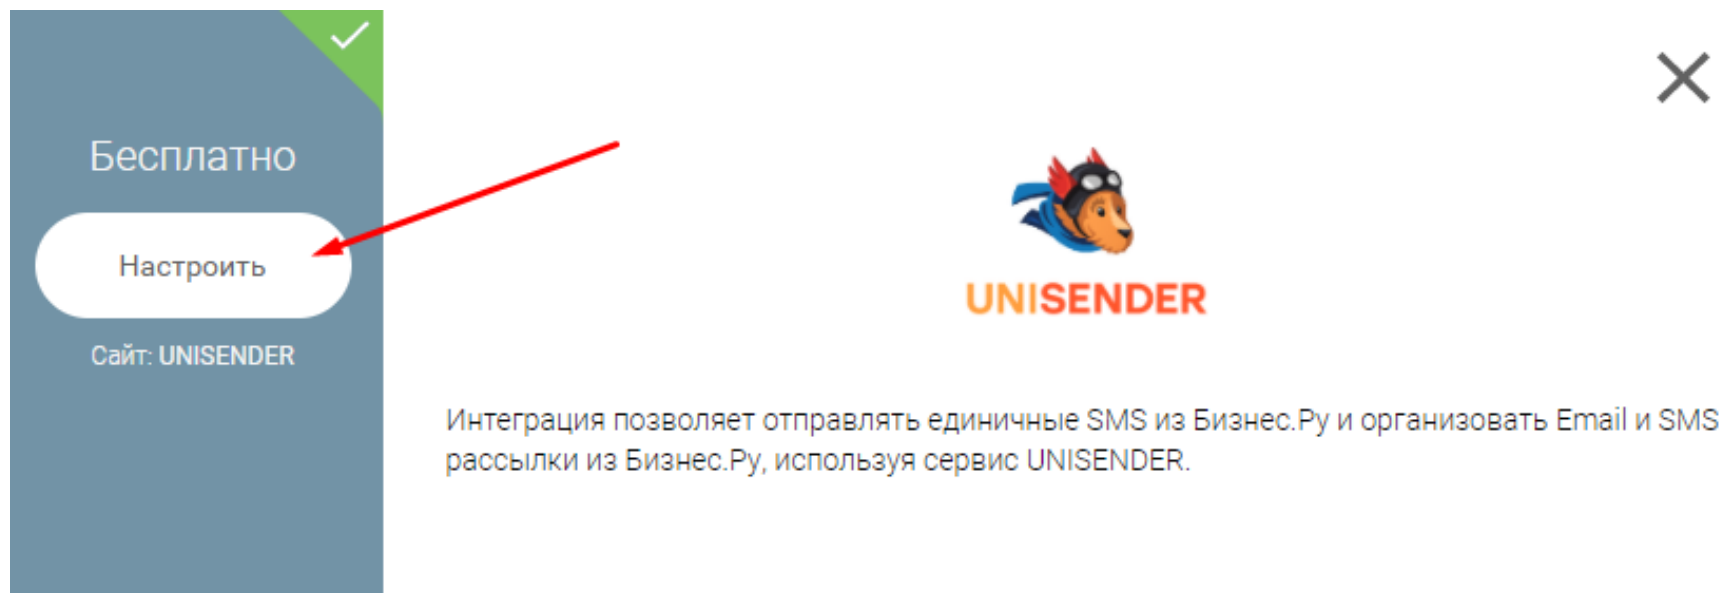 Бесплатно
Настроить
Сайт: UNISENDER
UNISENDER
Интеграция позволяет отправлять единичные SMS из Бизнес.Ру и организовать Email и SMS
рассылки из Бизнес.Ру, используя сервис UNISENDER.